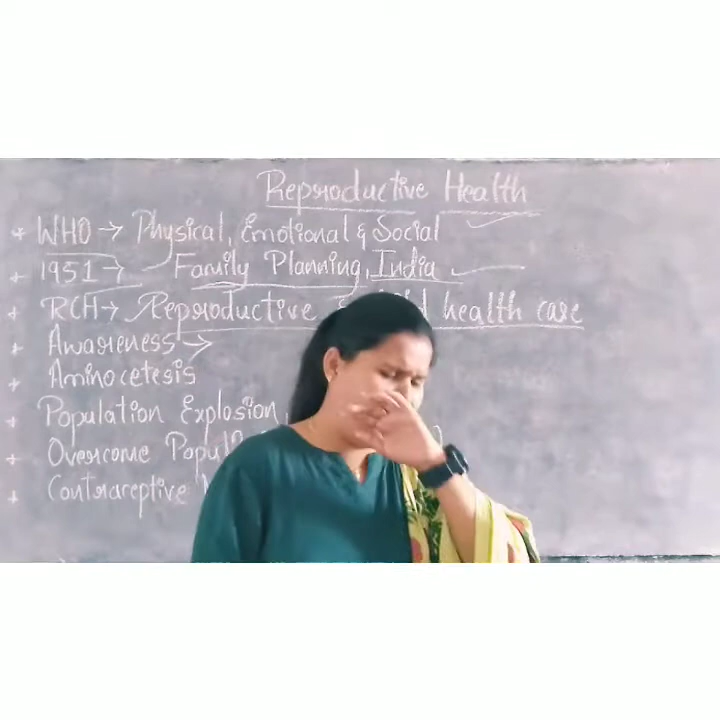 Reproductive Health
* WHO → Physical, Emotional & Social
* 1951 → Family Planning, India
* RCH → Reproductive health care
* Awareness →
* Aminocetesis
* Population Explosion,
* Overcome
* Contraceptive